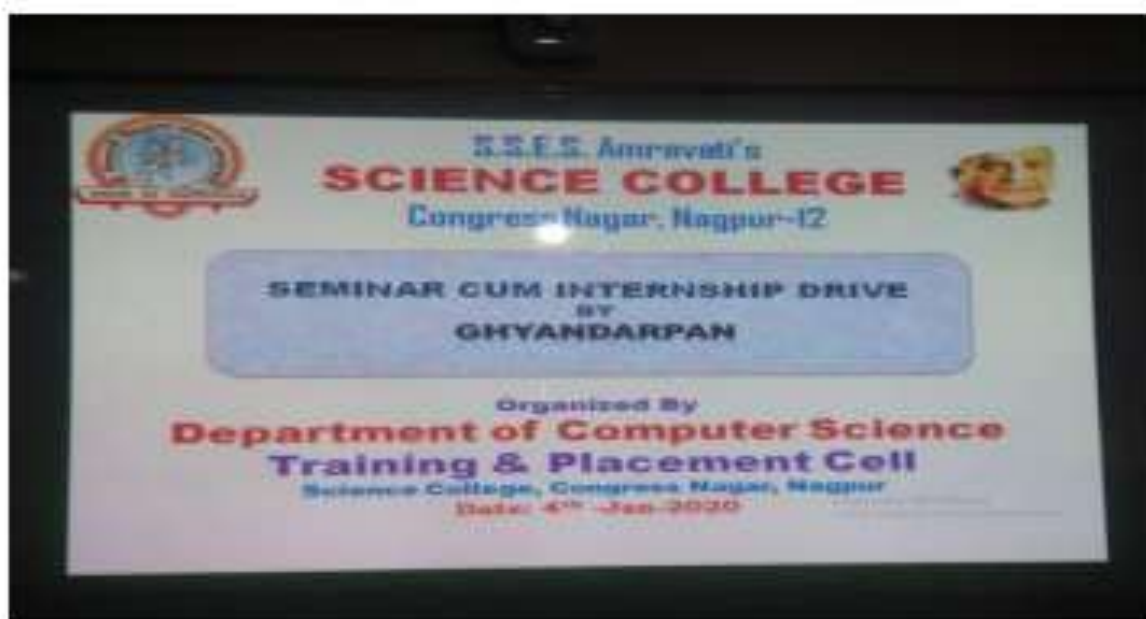 S.S.E.S. Amravati's
SCIENCE COLLEGE
Congress Nagar, Nagpur-12
SEMINAR CUM INTERNSHIP DRIVE
BY
GHYANDARPAN
Organized By
Department of Computer Science
Training & Placement Cell
Science College, Congress Nagar, Nagpur
Date: 4th -Jan-2020